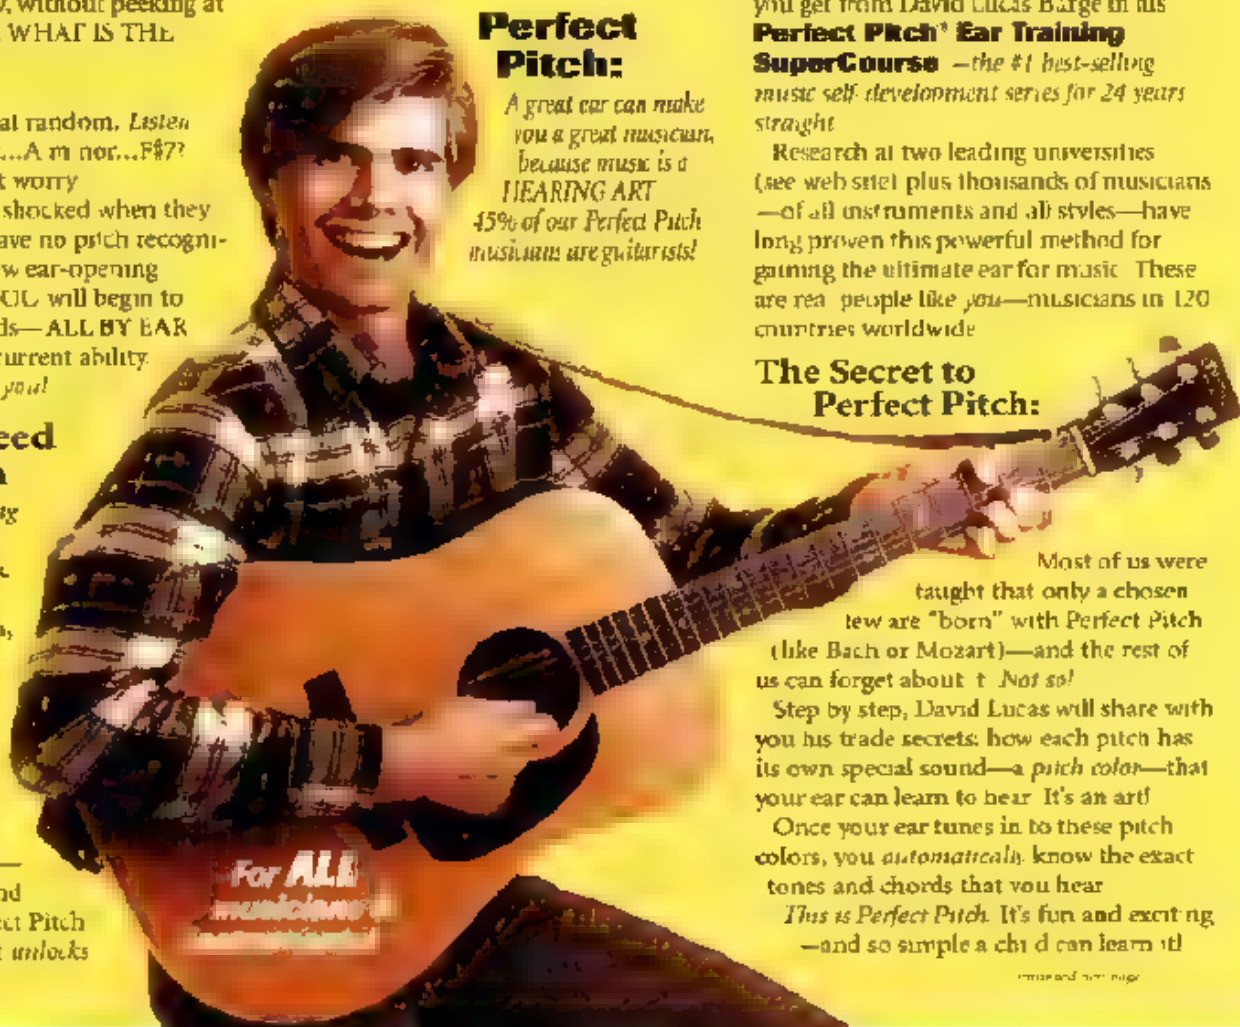 , without peeking at
WHAT IS THE
at random. Listen
...A m nor...F#7?
t worry
shocked when they
ave no pitch recogni-
w ear-opening
will begin to
ds—ALL BY EAR
current ability.
you!
eed
ng
nd
ct Pitch
unlocks
Perfect
Pitch:
A great ear can make
you a great musician,
because music is a
HEARING ART
45% of our Perfect Pitch
musicians are guitarists!
For ALL
musicians
you get from David Lucas Burge in his
Perfect Pitch® Ear Training
SuperCourse —the #1 best-selling
music self-development series for 24 years
straight
Research at two leading universities
(see web site) plus thousands of musicians
—of all instruments and all styles—have
long proven this powerful method for
gaining the ultimate ear for music These
are rea people like you—musicians in 120
countries worldwide
The Secret to
Perfect Pitch:
Most of us were
taught that only a chosen
few are "born" with Perfect Pitch
(like Bach or Mozart)—and the rest of
us can forget about t Not so!
Step by step, David Lucas will share with
you his trade secrets: how each pitch has
its own special sound—a pitch color—that
your ear can learn to hear It's an art!
Once your ear tunes in to these pitch
colors, you automatically know the exact
tones and chords that you hear
This is Perfect Pitch. It's fun and excit ng
—and so simple a chi d can learn it!